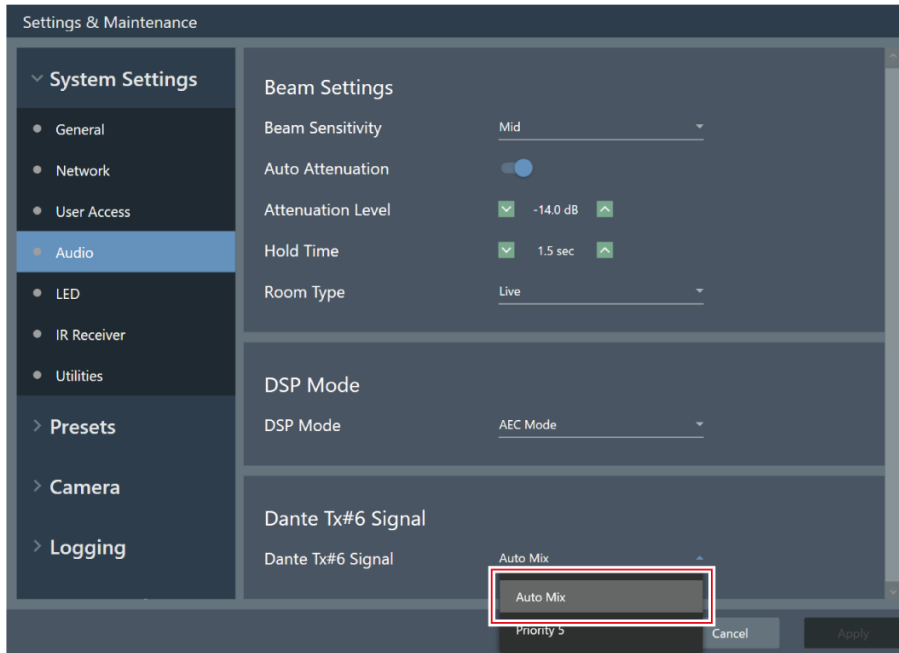 Settings & Maintenance
System Settings
General
Network
User Access
Audio
LED
IR Receiver
Utilities
Presets
Camera
Logging
Beam Settings
Beam Sensitivity Mid
Auto Attenuation
Attenuation Level -14.0 dB
Hold Time 1.5 sec
Room Type Live
DSP Mode
DSP Mode AEC Mode
Dante Tx#6 Signal
Dante Tx#6 Signal Auto Mix
Auto Mix
Priority 5
Cancel Apply